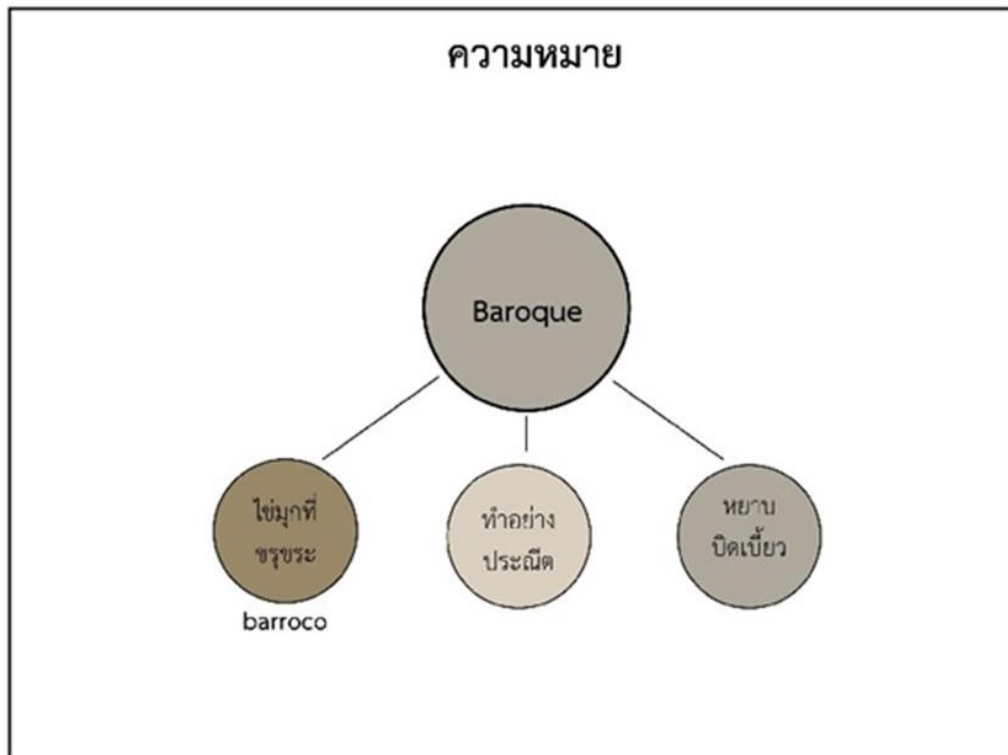 ความหมาย
Baroque
ไข่มุกที่
ขรุขระ
barroco
ทำอย่าง
ประณีต
หยาบ
บิดเบี้ยว